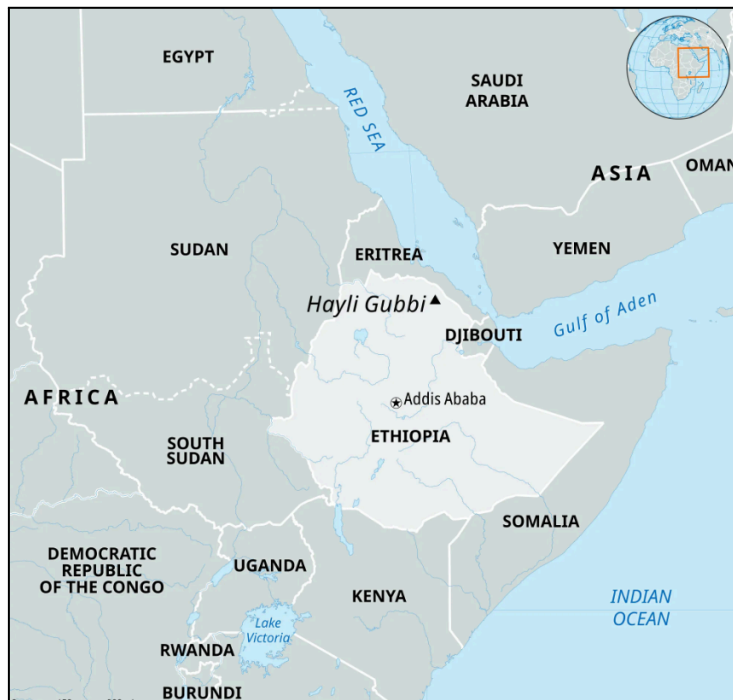 EGYPT
SAUDI
ARABIA
RED SEA
ASIA
OMAN
SUDAN
ERITREA
YEMEN
Hayli Gubbi
Gulf of Aden
DJIBOUTI
AFRICA
Addis Ababa
ETHIOPIA
SOUTH
SUDAN
SOMALIA
DEMOCRATIC
REPUBLIC
OF THE CONGO
UGANDA
KENYA
INDIAN
OCEAN
Lake
Victoria
RWANDA
BURUNDI